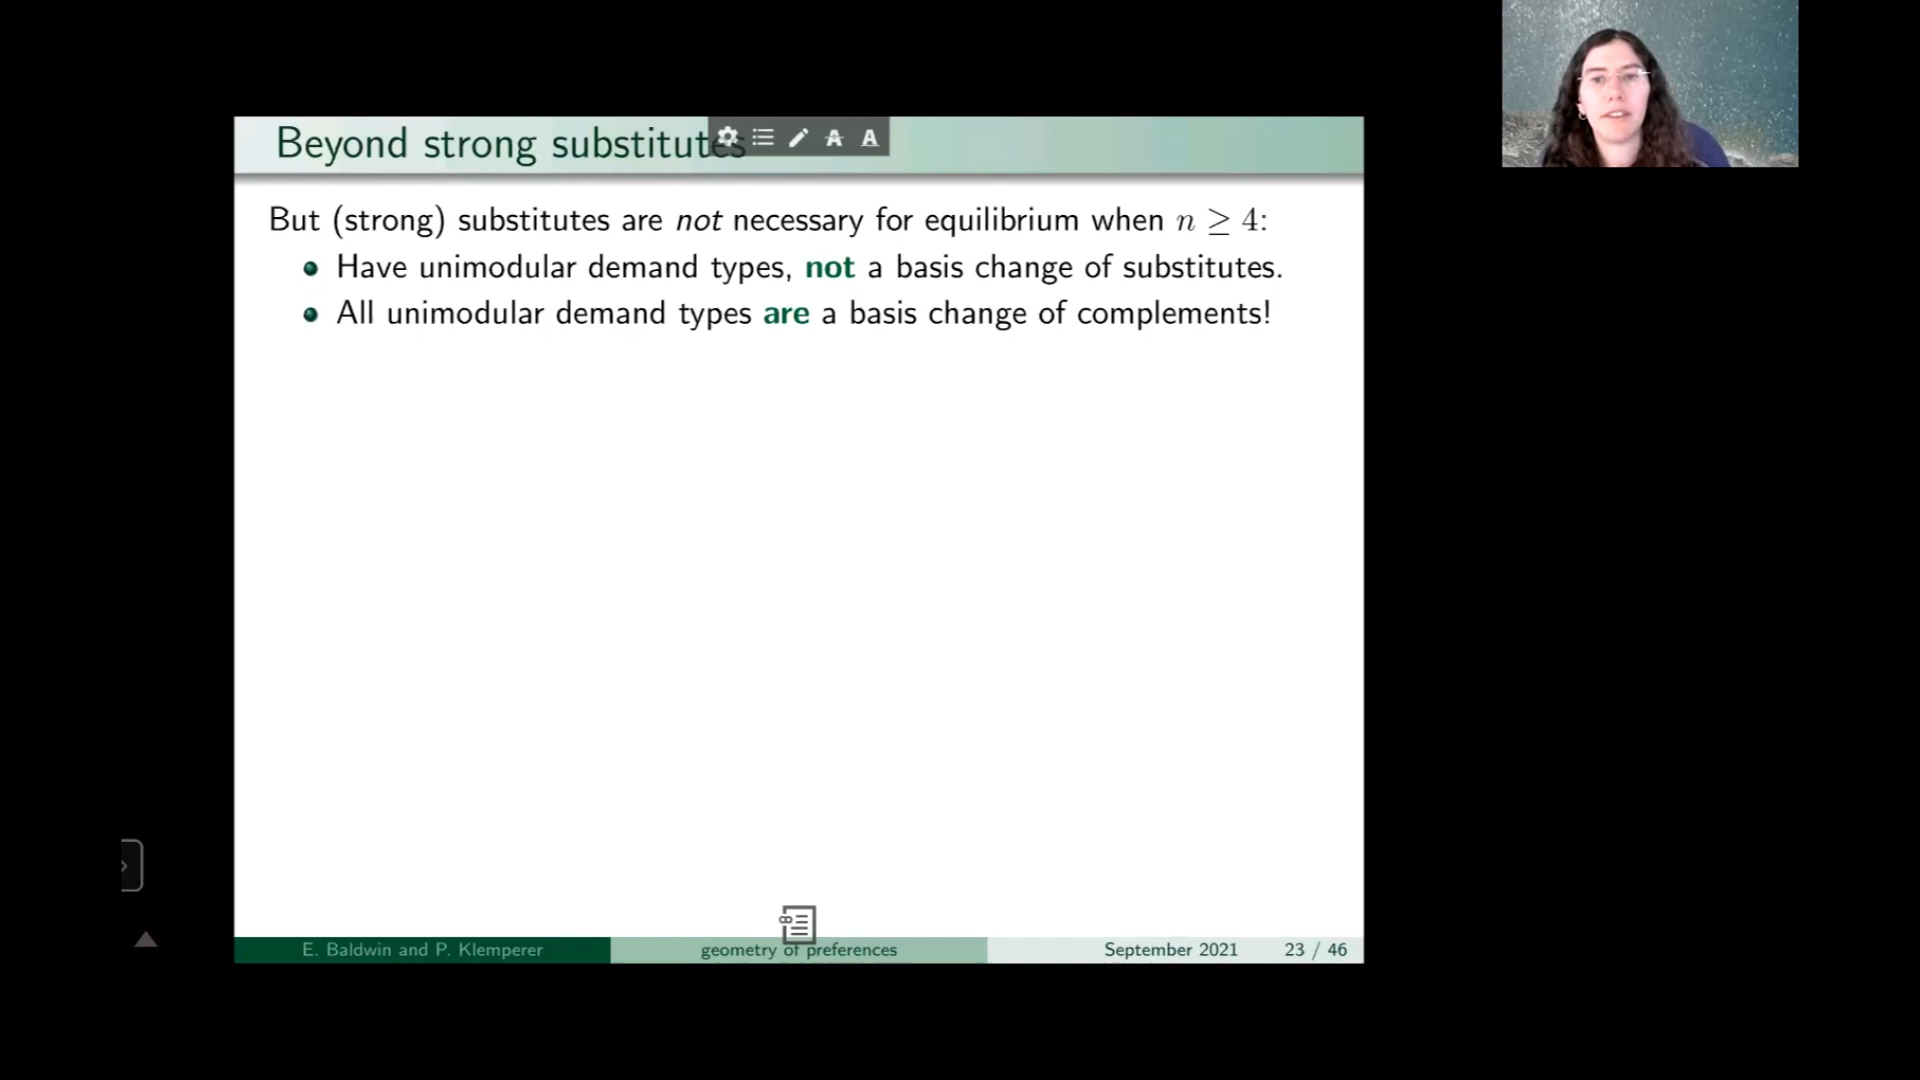 Beyond strong substitutes
But (strong) substitutes are not necessary for equilibrium when n ≥ 4:
Have unimodular demand types, not a basis change of substitutes.
All unimodular demand types are a basis change of complements!
E. Baldwin and P. Klemperer
geometry of preferences
September 2021
23 / 46